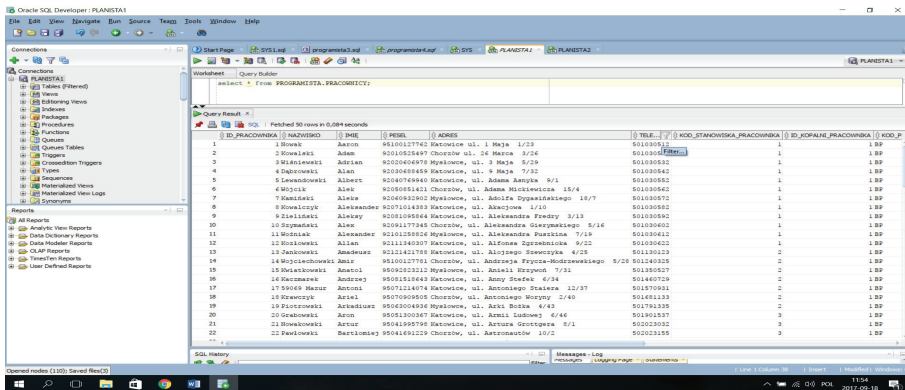 Oracle SQL Developer : PLANISTA1
File Edit View Navigate Run Source Team Tools Window Help
Connections
Connections
PLANISTA1
Tables (Filtered)
Views
Editioning Views
Indexes
Packages
Procedures
Functions
Queues
Queues Tables
Triggers
Crossedition Triggers
Types
Sequences
Materialized Views
Materialized View Logs
Synonyms
Reports
All Reports
Analytic View Reports
Data Dictionary Reports
Data Modeler Reports
OLAP Reports
TimesTen Reports
User Defined Reports
Start Page SYS1.sql programista3.sql programista4.sql SYS PLANISTA1 PLANISTA2
PLANISTA1
Worksheet Query Builder
select * from PROGRAMISTA.PRACOWNICY;
Query Result
SQL Fetched 50 rows in 0,084 seconds
ID_PRACOWNIKA NAZWISKO IMIĘ PESEL ADRES TELE... KOD_STANOWISKA_PRACOWNIKA ID_KOPALNI_PRACOWNIKA KOD_P
1 1 Nowak Aaron 95100127762 Katowice ul. 1 Maja 1/23 501030512 1 1 BP
2 2 Kowalski Adam 92010525497 Chorzów ul. 26 Marca 3/26 Filter... 1 1 BP
3 3 Wiśniewski Adrian 92020606978 Mysłowice, ul. 3 Maja 5/29 501030532 1 1 BP
4 4 Dąbrowski Alan 92030688459 Katowice, ul. 9 Maja 7/32 501030542 1 1 BP
5 5 Lewandowski Albert 92040769940 Katowice, ul. Adama Asnyka 9/1 501030552 1 1 BP
6 6 Wójcik Alek 92050851421 Chorzów, ul. Adama Mickiewicza 15/4 501030562 1 1 BP
7 7 Kamiński Aleks 92060932902 Mysłowice, ul. Adolfa Dygasińskiego 18/7 501030572 1 1 BP
8 8 Kowalczyk Aleksander 92071014383 Katowice, ul. Akacjowa 1/10 501030582 1 1 BP
9 9 Zieliński Aleksy 92081095864 Katowice, ul. Aleksandra Fredry 3/13 501030592 1 1 BP
10 10 Szymański Alex 92091177345 Chorzów, ul. Aleksandra Gierymskiego 5/16 501030602 1 1 BP
11 11 Woźniak Alexander 92101258826 Mysłowice, ul. Aleksandra Puszkina 7/19 501030612 1 1 BP
12 12 Kozłowski Allan 92111340307 Katowice, ul. Alfonsa Zgrzebnioka 9/22 501030622 1 1 BP
13 13 Jankowski Amadeusz 92121421788 Katowice, ul. Alojzego Szewczyka 4/25 501130123 2 1 BP
14 14 Wojciechowski Amir 95100127781 Chorzów, ul. Andrzeja Frycza-Modrzewskiego 5/28 501240325 2 1 BP
15 15 Kwiatkowski Anatol 95092823212 Mysłowice, ul. Anieli Krzywoń 7/31 501350527 2 1 BP
16 16 Kaczmarek Andrzej 95081518643 Katowice, ul. Anny Stefek 6/34 501460729 2 1 BP
17 17 59069 Mazur Antoni 95071214074 Katowice, ul. Antoniego Staiera 12/37 501570931 2 1 BP
18 18 Krawczyk Ariel 95070909505 Chorzów, ul. Antoniego Woryny 2/40 501681133 2 1 BP
19 19 Piotrowski Arkadiusz 95063004936 Mysłowice, ul. Arki Bożka 4/43 501791335 2 1 BP
20 20 Grabowski Aron 95051300367 Katowice, ul. Armii Ludowej 6/46 501901537 3 1 BP
21 21 Nowakowski Artur 95041995798 Katowice, ul. Artura Grottgera 8/1 502023032 3 1 BP
22 22 Pawłowski Bartłomiej 95041691229 Chorzów, ul. Astronautów 10/2 502023155 3 1 BP
SQL History
Messages - Log
Filter:
Messages Logging Page Statements
Opened nodes (110); Saved files(3)
Line 1 Column 38 Insert Modified Windows:
POL
11:54
2017-09-18